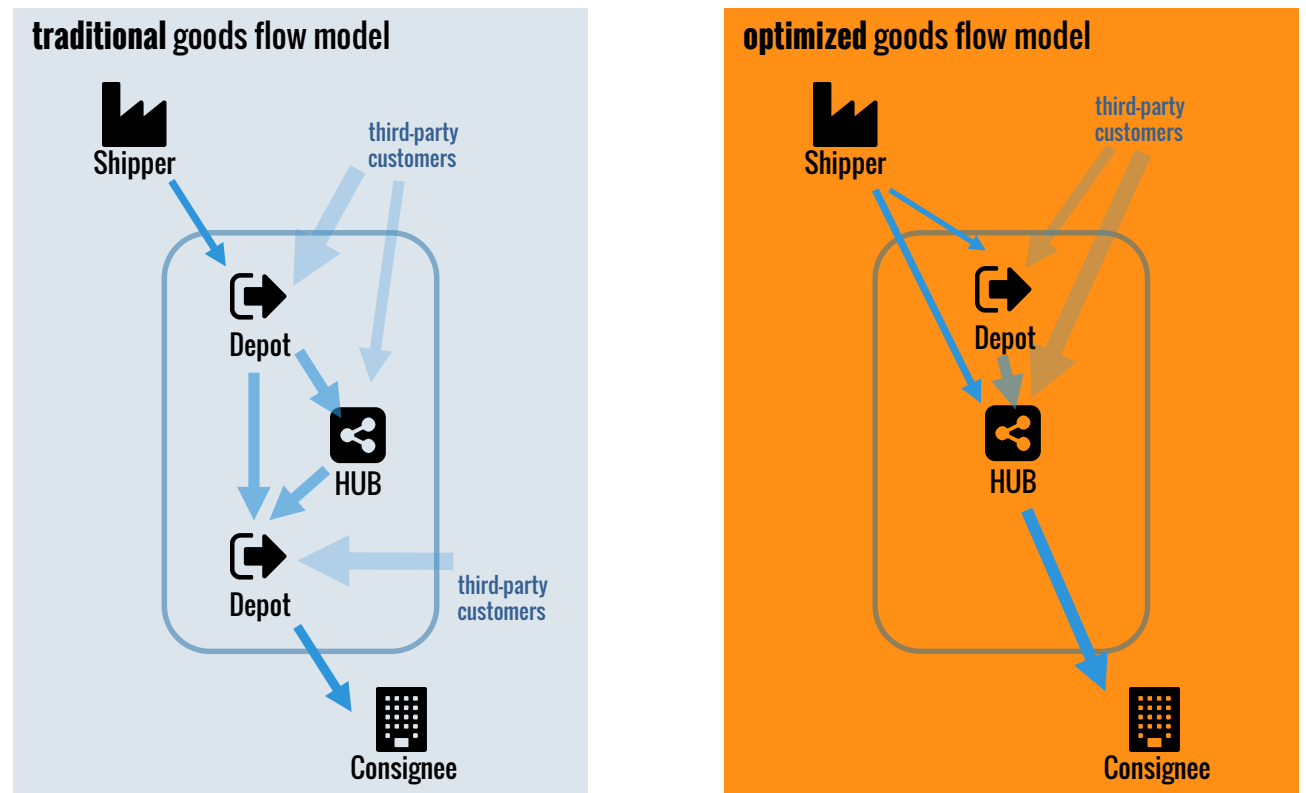 traditional goods flow model
Shipper
third-party
customers
Depot
HUB
Depot
third-party
customers
Consignee
optimized goods flow model
third-party
customers
Shipper
Depot
HUB
Consignee